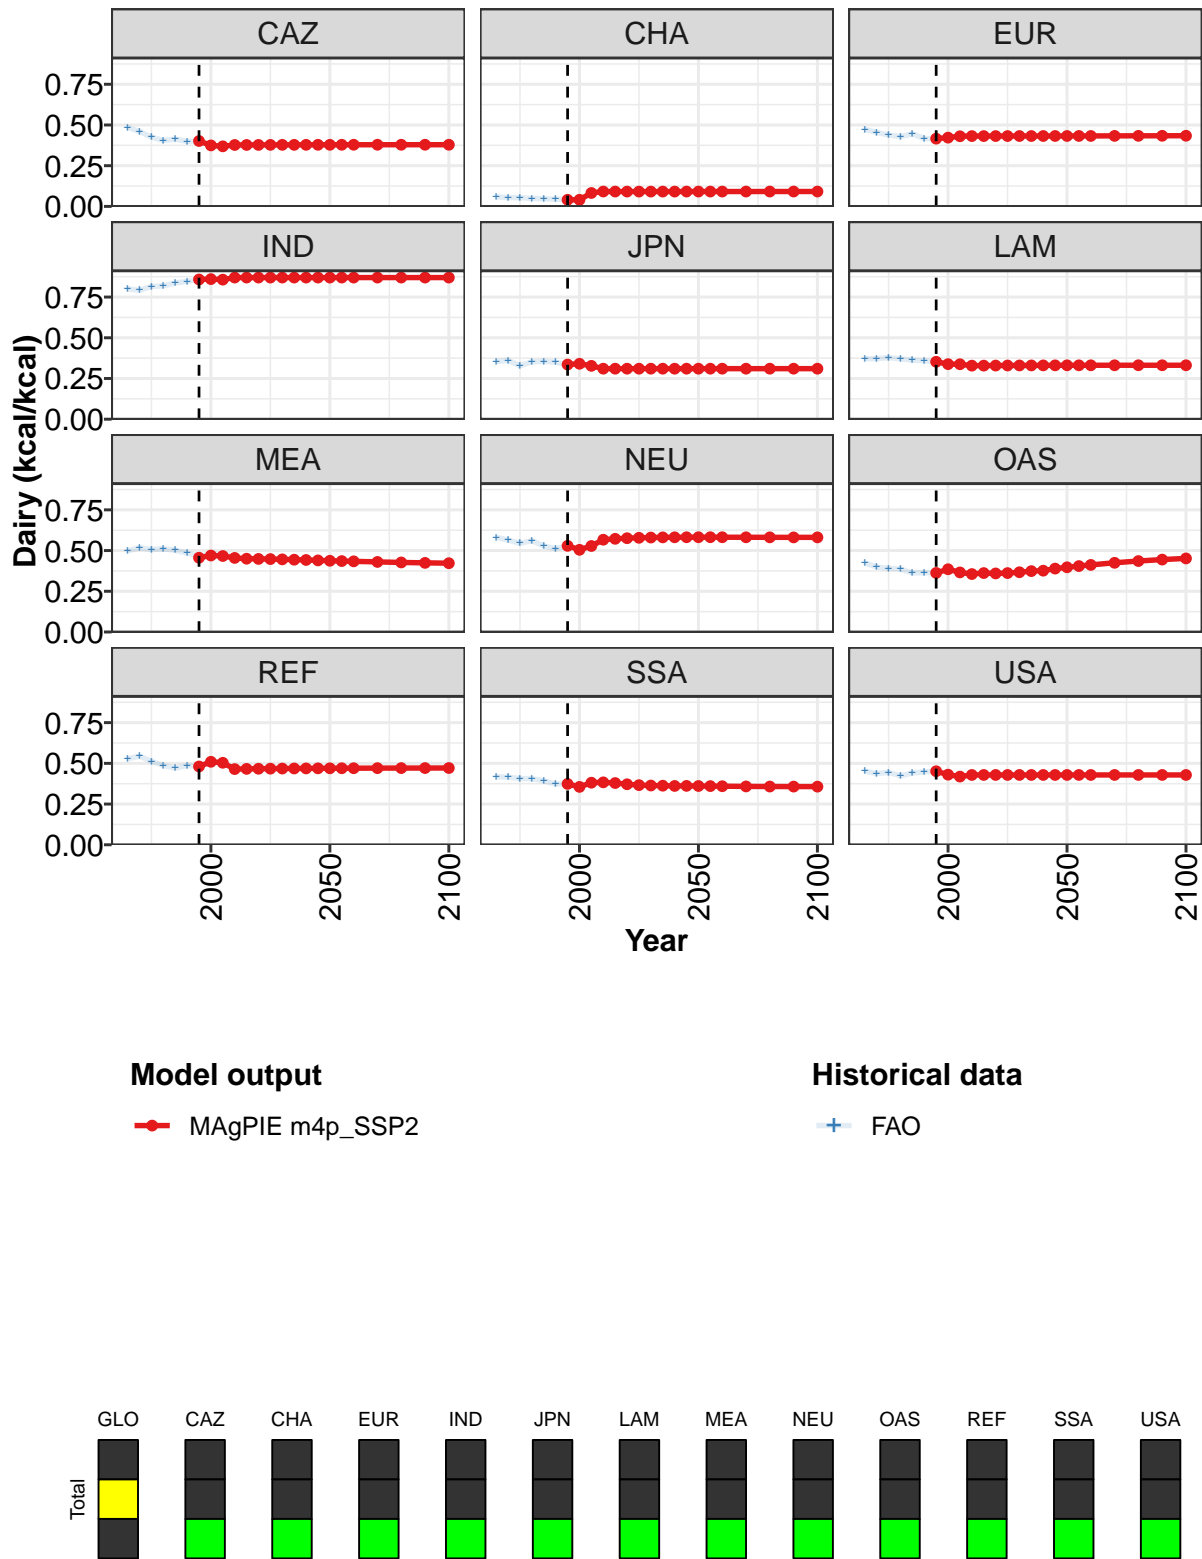 CAZ CHA EUR
0.75
0.50
0.25
0.00
IND JPN LAM
0.75
0.50
0.25
0.00
Dairy (kcal/kcal)
MEA NEU OAS
0.75
0.50
0.25
0.00
REF SSA USA
0.75
0.50
0.25
0.00
2000 2050 2100 2000 2050 2100 2000 2050 2100
Year
Model output Historical data
MAgPIE m4p_SSP2 FAO
GLO CAZ CHA EUR IND JPN LAM MEA NEU OAS REF SSA USA
Total